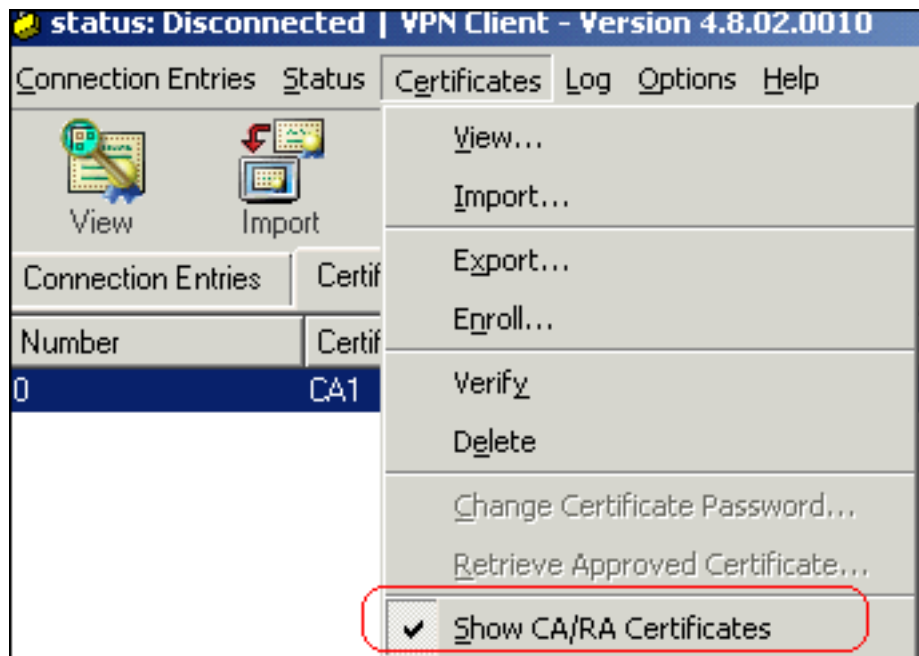 status: Disconnected | VPN Client - Version 4.8.02.0010
Connection Entries Status Certificates Log Options Help
View Import
Connection Entries Certif
Number Certif
0 CA1
View...
Import...
Export...
Enroll...
Verify
Delete
Change Certificate Password...
Retrieve Approved Certificate...
Show CA/RA Certificates